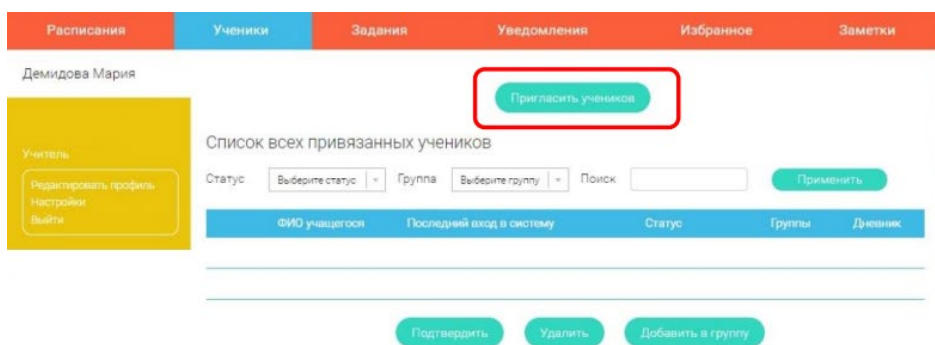 Расписания Ученики Задания Уведомления Избранное Заметки
Демидова Мария
Пригласить учеников
Учитель
Редактировать профиль
Настройки
Выйти
Список всех привязанных учеников
Статус Выберите статус Группа Выберите группу Поиск Применить
ФИО учащегося Последний вход в систему Статус Группы Дневник
Подтвердить Удалить Добавить в группу